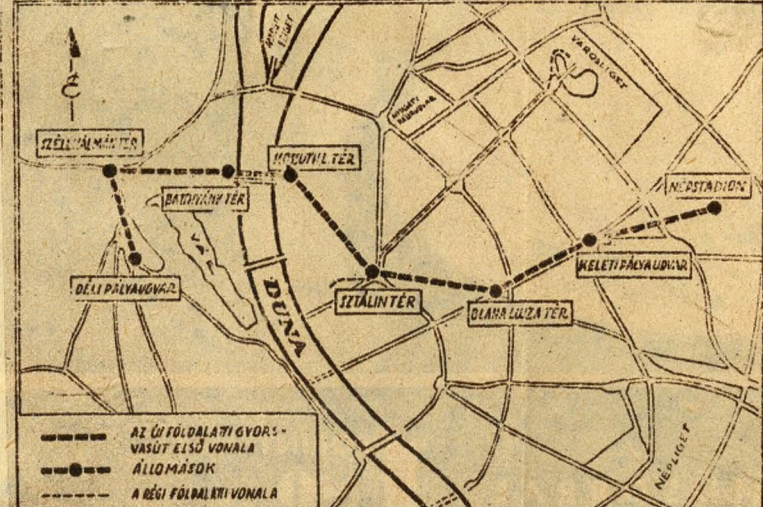 É
VÁROSLIGET
SZÉLL KÁLMÁN TÉR
KOSSUTH L. TÉR
NÉPSTADION
BATTHYÁNY TÉR
VÁR
KELETI PÁLYAUDVAR
DÉLI PÁLYAUDVAR
DUNA
SZTÁLIN TÉR
BLAHA LUJZA TÉR
NÉPLIGET
AZ ÚJ FÖLDALATTI GYORS-
VASÚT ELSŐ VONALA
ÁLLOMÁSOK
A RÉGI FÖLDALATTI VONALA